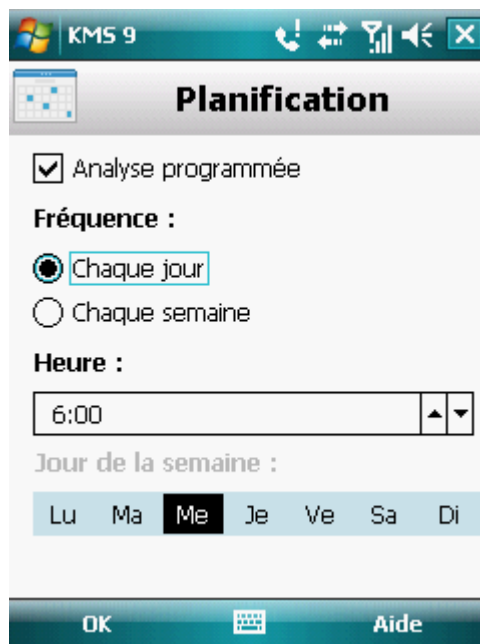 KMS 9
Planification
Analyse programmée
Fréquence :
Chaque jour
Chaque semaine
Heure :
6:00
Jour de la semaine :
Lu Ma Me Je Ve Sa Di
OK Aide